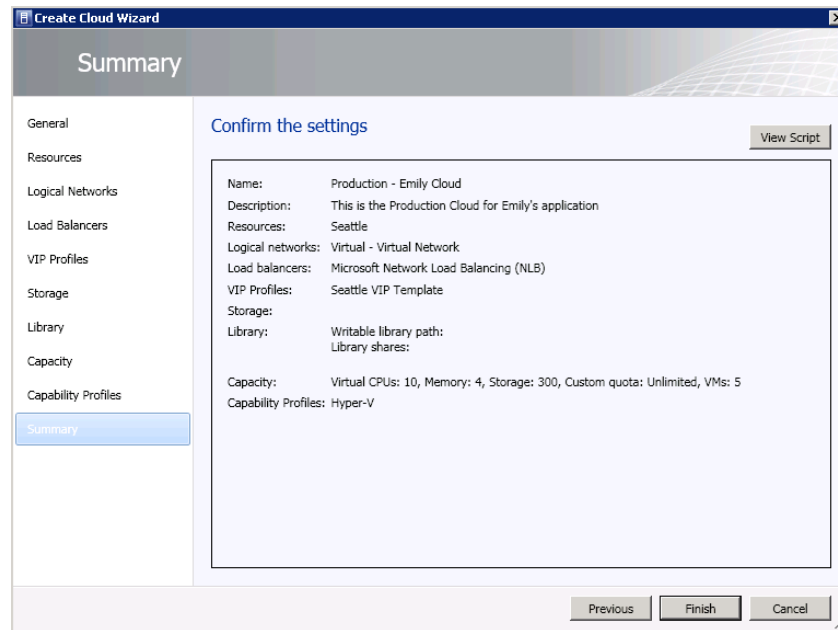 Create Cloud Wizard
Summary
General
Resources
Logical Networks
Load Balancers
VIP Profiles
Storage
Library
Capacity
Capability Profiles
Summary
Confirm the settings
View Script
Name: Production - Emily Cloud
Description: This is the Production Cloud for Emily's application
Resources: Seattle
Logical networks: Virtual - Virtual Network
Load balancers: Microsoft Network Load Balancing (NLB)
VIP Profiles: Seattle VIP Template
Storage:
Library: Writable library path:
Library shares:
Capacity: Virtual CPUs: 10, Memory: 4, Storage: 300, Custom quota: Unlimited, VMs: 5
Capability Profiles: Hyper-V
Previous Finish Cancel